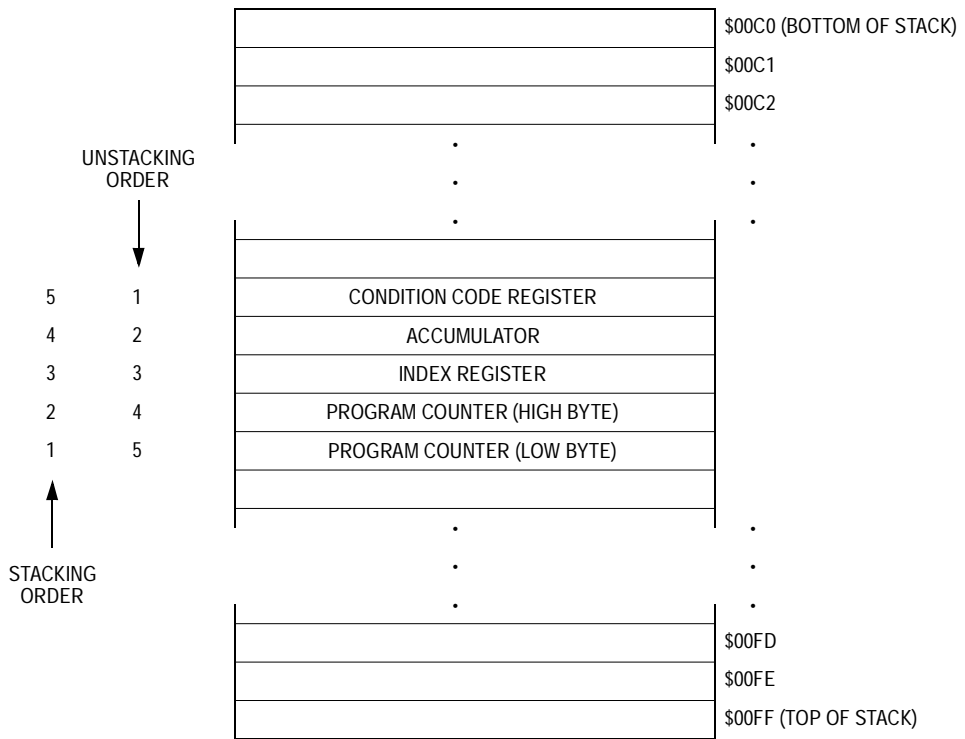 $00C0 (BOTTOM OF STACK)
$00C1
$00C2
UNSTACKING
ORDER
5 1 CONDITION CODE REGISTER
4 2 ACCUMULATOR
3 3 INDEX REGISTER
2 4 PROGRAM COUNTER (HIGH BYTE)
1 5 PROGRAM COUNTER (LOW BYTE)
STACKING
ORDER
$00FD
$00FE
$00FF (TOP OF STACK)